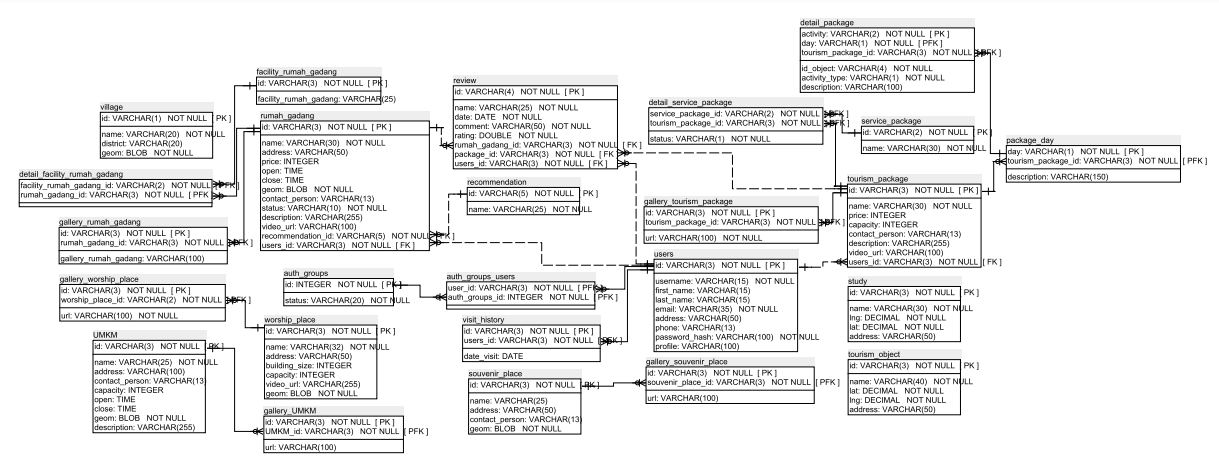 detail_package
activity: VARCHAR(2) NOT NULL [ PK ]
day: VARCHAR(1) NOT NULL [ PFK ]
tourism_package_id: VARCHAR(3) NOT NULL [ PFK ]
id_object: VARCHAR(4) NOT NULL
activity_type: VARCHAR(1) NOT NULL
description: VARCHAR(100)
facility_rumah_gadang
id: VARCHAR(3) NOT NULL [ PK ]
facility_rumah_gadang: VARCHAR(25)
review
id: VARCHAR(4) NOT NULL [ PK ]
name: VARCHAR(25) NOT NULL
date: DATE NOT NULL
comment: VARCHAR(50) NOT NULL
rating: DOUBLE NOT NULL
rumah_gadang_id: VARCHAR(3) NOT NULL [ FK ]
package_id: VARCHAR(3) NOT NULL [ FK ]
users_id: VARCHAR(3) NOT NULL [ FK ]
village
id: VARCHAR(1) NOT NULL [ PK ]
name: VARCHAR(20) NOT NULL
district: VARCHAR(20)
geom: BLOB NOT NULL
rumah_gadang
id: VARCHAR(3) NOT NULL [ PK ]
name: VARCHAR(30) NOT NULL
address: VARCHAR(50)
price: INTEGER
open: TIME
close: TIME
geom: BLOB NOT NULL
contact_person: VARCHAR(13)
status: VARCHAR(10) NOT NULL
description: VARCHAR(255)
video_url: VARCHAR(100)
recommendation_id: VARCHAR(5) NOT NULL [ FK ]
users_id: VARCHAR(3) NOT NULL [ FK ]
detail_service_package
service_package_id: VARCHAR(2) NOT NULL [ PFK ]
tourism_package_id: VARCHAR(3) NOT NULL [ PFK ]
status: VARCHAR(1) NOT NULL
service_package
id: VARCHAR(2) NOT NULL [ PK ]
name: VARCHAR(30) NOT NULL
package_day
day: VARCHAR(1) NOT NULL [ PK ]
tourism_package_id: VARCHAR(3) NOT NULL [ PFK ]
description: VARCHAR(150)
detail_facility_rumah_gadang
facility_rumah_gadang_id: VARCHAR(2) NOT NULL [ PFK ]
rumah_gadang_id: VARCHAR(3) NOT NULL [ PFK ]
recommendation
id: VARCHAR(5) NOT NULL [ PK ]
name: VARCHAR(25) NOT NULL
tourism_package
id: VARCHAR(3) NOT NULL [ PK ]
name: VARCHAR(30) NOT NULL
price: INTEGER
capacity: INTEGER
contact_person: VARCHAR(13)
description: VARCHAR(255)
video_url: VARCHAR(100)
users_id: VARCHAR(3) NOT NULL [ FK ]
gallery_tourism_package
id: VARCHAR(3) NOT NULL [ PK ]
tourism_package_id: VARCHAR(3) NOT NULL [ PFK ]
url: VARCHAR(100) NOT NULL
gallery_rumah_gadang
id: VARCHAR(3) NOT NULL [ PK ]
rumah_gadang_id: VARCHAR(3) NOT NULL [ PFK ]
gallery_rumah_gadang: VARCHAR(100)
users
id: VARCHAR(3) NOT NULL [ PK ]
username: VARCHAR(15) NOT NULL
first_name: VARCHAR(15)
last_name: VARCHAR(15)
email: VARCHAR(35) NOT NULL
address: VARCHAR(50)
phone: VARCHAR(13)
password_hash: VARCHAR(100) NOT NULL
profile: VARCHAR(100)
auth_groups
id: INTEGER NOT NULL [ PK ]
status: VARCHAR(20) NOT NULL
auth_groups_users
user_id: VARCHAR(3) NOT NULL [ PFK ]
auth_groups_id: INTEGER NOT NULL [ PFK ]
gallery_worship_place
id: VARCHAR(3) NOT NULL [ PK ]
worship_place_id: VARCHAR(2) NOT NULL [ PFK ]
url: VARCHAR(100) NOT NULL
study
id: VARCHAR(3) NOT NULL [ PK ]
name: VARCHAR(30) NOT NULL
lng: DECIMAL NOT NULL
lat: DECIMAL NOT NULL
address: VARCHAR(50)
worship_place
id: VARCHAR(3) NOT NULL [ PK ]
name: VARCHAR(32) NOT NULL
address: VARCHAR(50)
building_size: INTEGER
capacity: INTEGER
video_url: VARCHAR(255)
geom: BLOB NOT NULL
visit_history
id: VARCHAR(3) NOT NULL [ PK ]
users_id: VARCHAR(3) NOT NULL [ PFK ]
date_visit: DATE
UMKM
id: VARCHAR(3) NOT NULL [ PK ]
name: VARCHAR(25) NOT NULL
address: VARCHAR(100)
contact_person: VARCHAR(13)
capacity: INTEGER
open: TIME
close: TIME
geom: BLOB NOT NULL
description: VARCHAR(255)
tourism_object
id: VARCHAR(3) NOT NULL [ PK ]
name: VARCHAR(40) NOT NULL
lat: DECIMAL NOT NULL
lng: DECIMAL NOT NULL
address: VARCHAR(50)
gallery_souvenir_place
id: VARCHAR(3) NOT NULL [ PK ]
souvenir_place_id: VARCHAR(3) NOT NULL [ PFK ]
url: VARCHAR(100)
souvenir_place
id: VARCHAR(3) NOT NULL [ PK ]
name: VARCHAR(25)
address: VARCHAR(50)
contact_person: VARCHAR(13)
geom: BLOB NOT NULL
gallery_UMKM
id: VARCHAR(3) NOT NULL [ PK ]
UMKM_id: VARCHAR(3) NOT NULL [ PFK ]
url: VARCHAR(100)